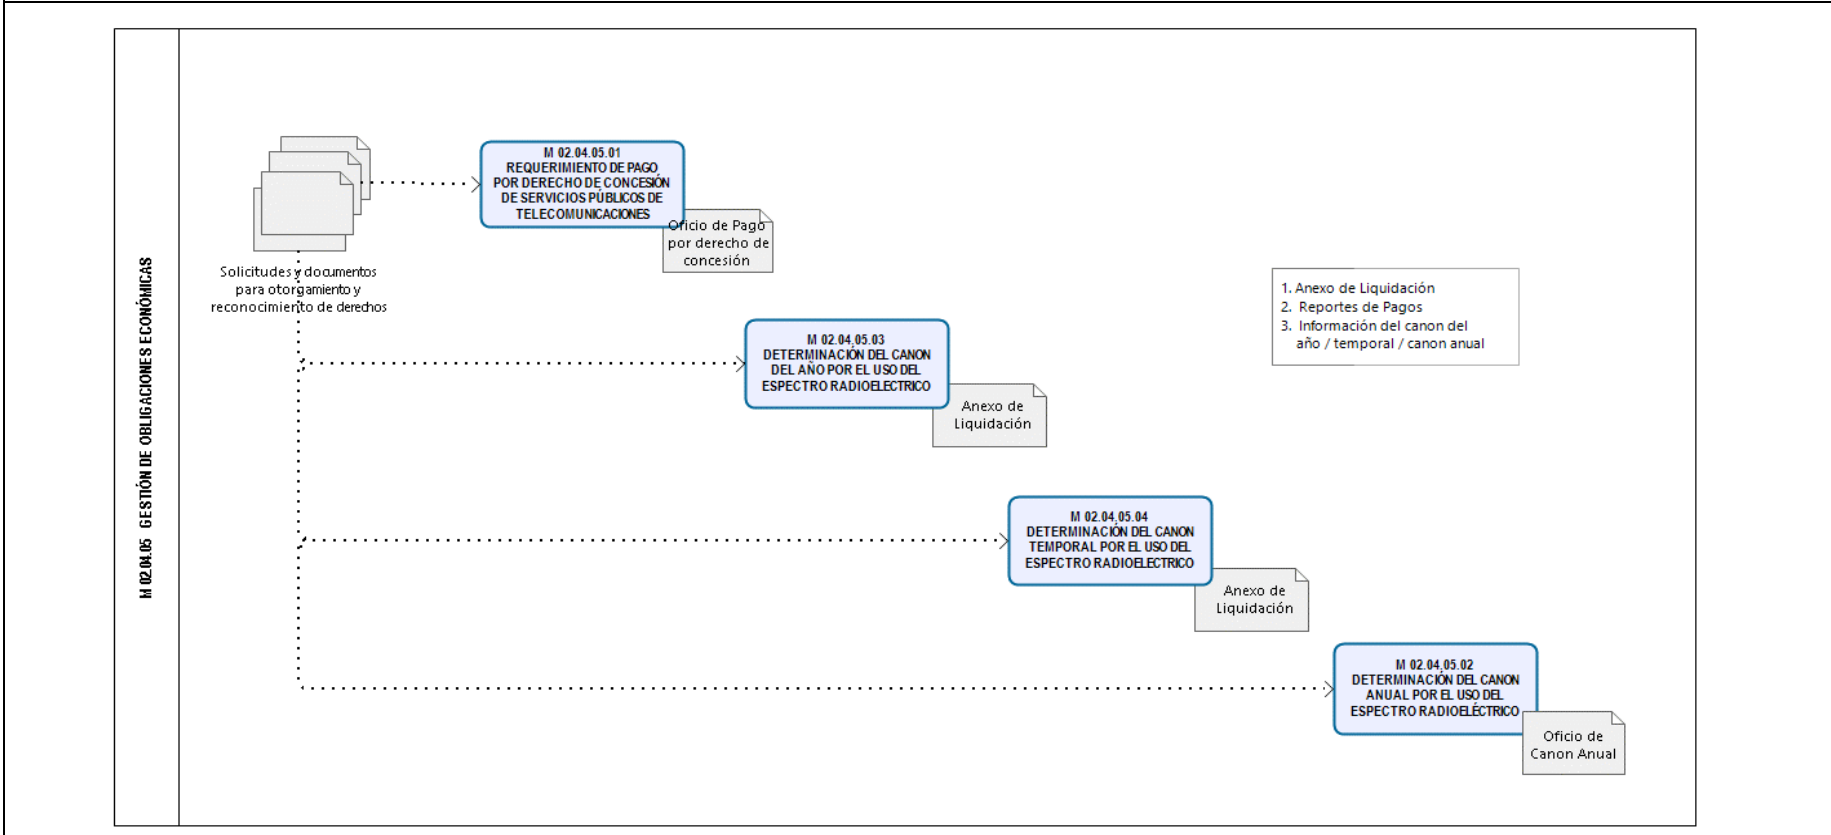 M 02.04.05 GESTIÓN DE OBLIGACIONES ECONÓMICAS
Solicitudes y documentos
para otorgamiento y
reconocimiento de derechos
M 02.04.05.01
REQUERIMIENTO DE PAGO
POR DERECHO DE CONCESIÓN
DE SERVICIOS PÚBLICOS DE
TELECOMUNICACIONES
Oficio de Pago
por derecho de
concesión
1. Anexo de Liquidación
2. Reportes de Pagos
3. Información del canon del
año / temporal / canon anual
M 02.04.05.03
DETERMINACIÓN DEL CANON
DEL AÑO POR EL USO DEL
ESPECTRO RADIOELECTRICO
Anexo de
Liquidación
M 02.04.05.04
DETERMINACIÓN DEL CANON
TEMPORAL POR EL USO DEL
ESPECTRO RADIOELECTRICO
Anexo de
Liquidación
M 02.04.05.02
DETERMINACIÓN DEL CANON
ANUAL POR EL USO DEL
ESPECTRO RADIOELÉCTRICO
Oficio de
Canon Anual